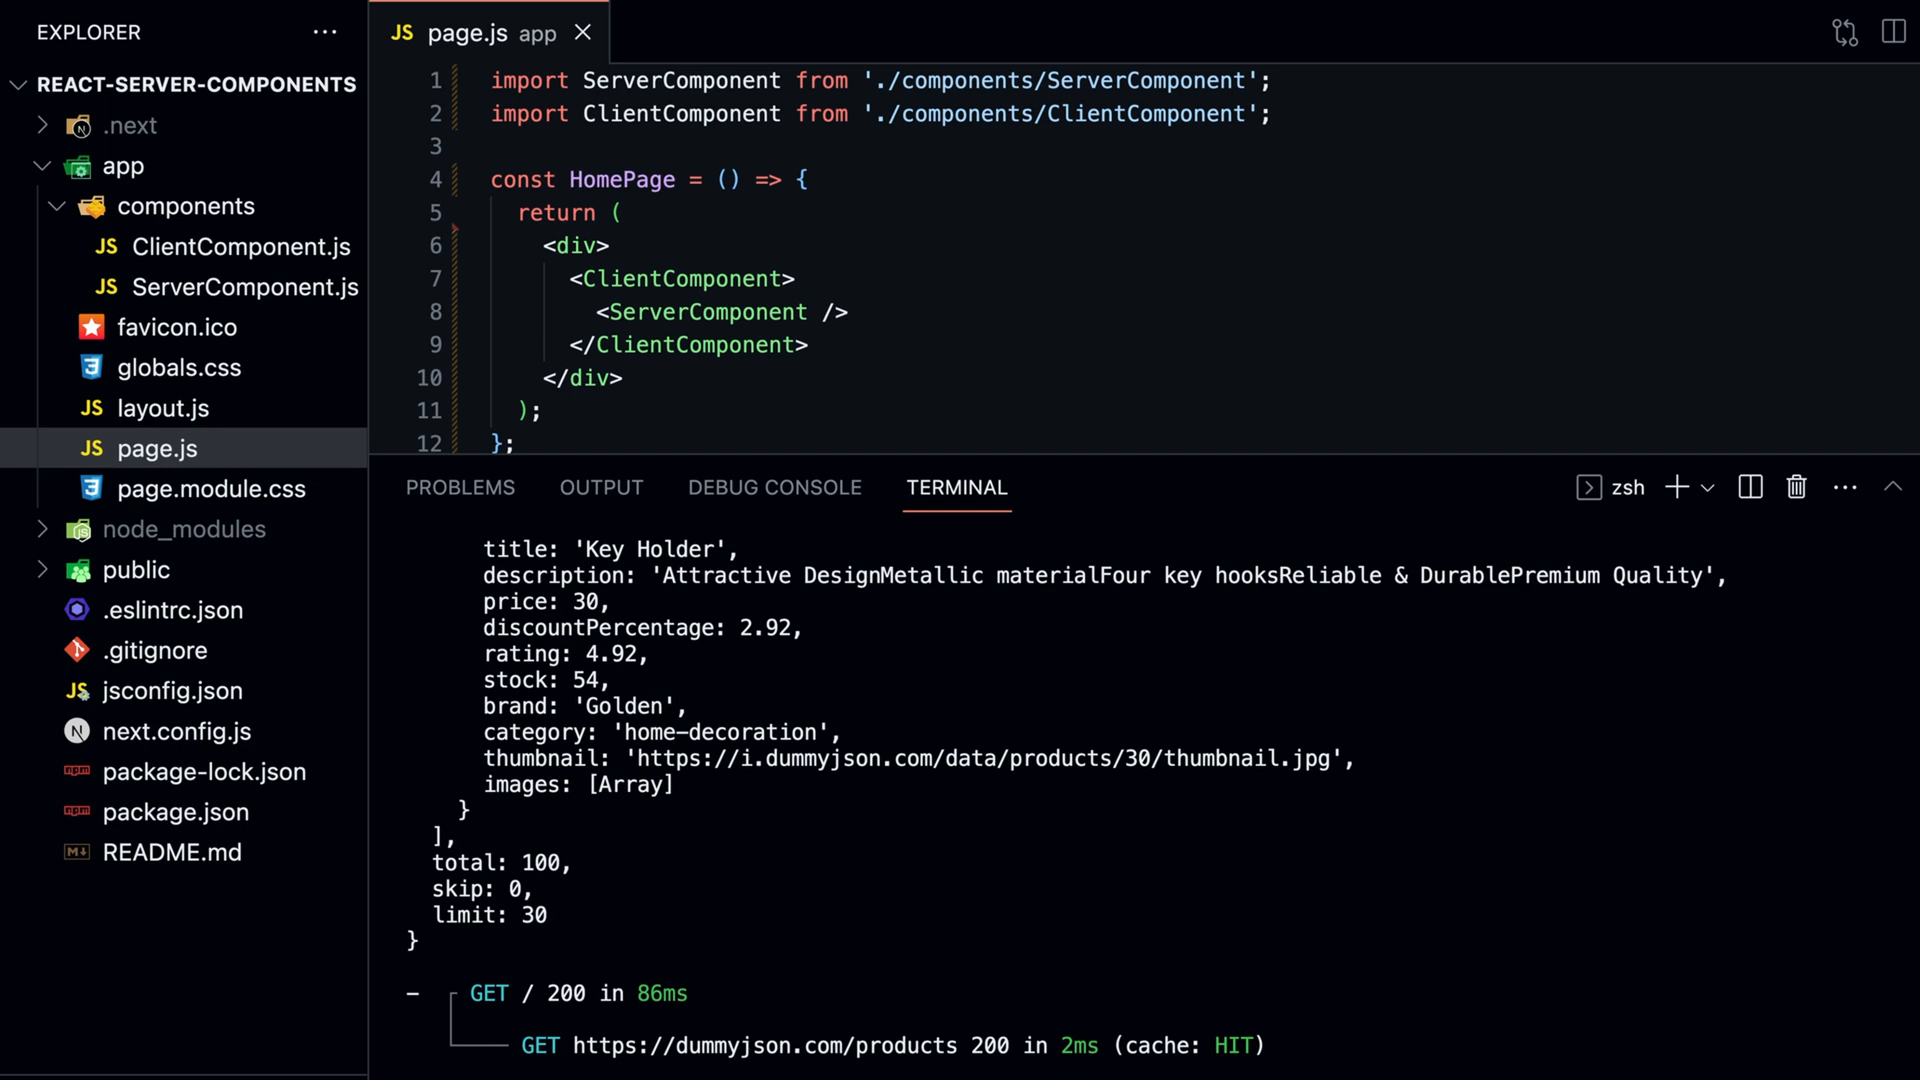 EXPLORER
REACT-SERVER-COMPONENTS
.next
app
components
JS ClientComponent.js
JS ServerComponent.js
favicon.ico
globals.css
JS layout.js
JS page.js
page.module.css
node_modules
public
.eslintrc.json
.gitignore
JS jsconfig.json
next.config.js
npm package-lock.json
npm package.json
README.md
JS page.js app
1 import ServerComponent from './components/ServerComponent';
2 import ClientComponent from './components/ClientComponent';
3
4 const HomePage = () => {
5 return (
6 <div>
7 <ClientComponent>
8 <ServerComponent />
9 </ClientComponent>
10 </div>
11 );
12 };
PROBLEMS OUTPUT DEBUG CONSOLE TERMINAL zsh
title: 'Key Holder',
description: 'Attractive DesignMetallic materialFour key hooksReliable & DurablePremium Quality',
price: 30,
discountPercentage: 2.92,
rating: 4.92,
stock: 54,
brand: 'Golden',
category: 'home-decoration',
thumbnail: 'https://i.dummyjson.com/data/products/30/thumbnail.jpg',
images: [Array]
}
],
total: 100,
skip: 0,
limit: 30
}
- GET / 200 in 86ms
GET https://dummyjson.com/products 200 in 2ms (cache: HIT)